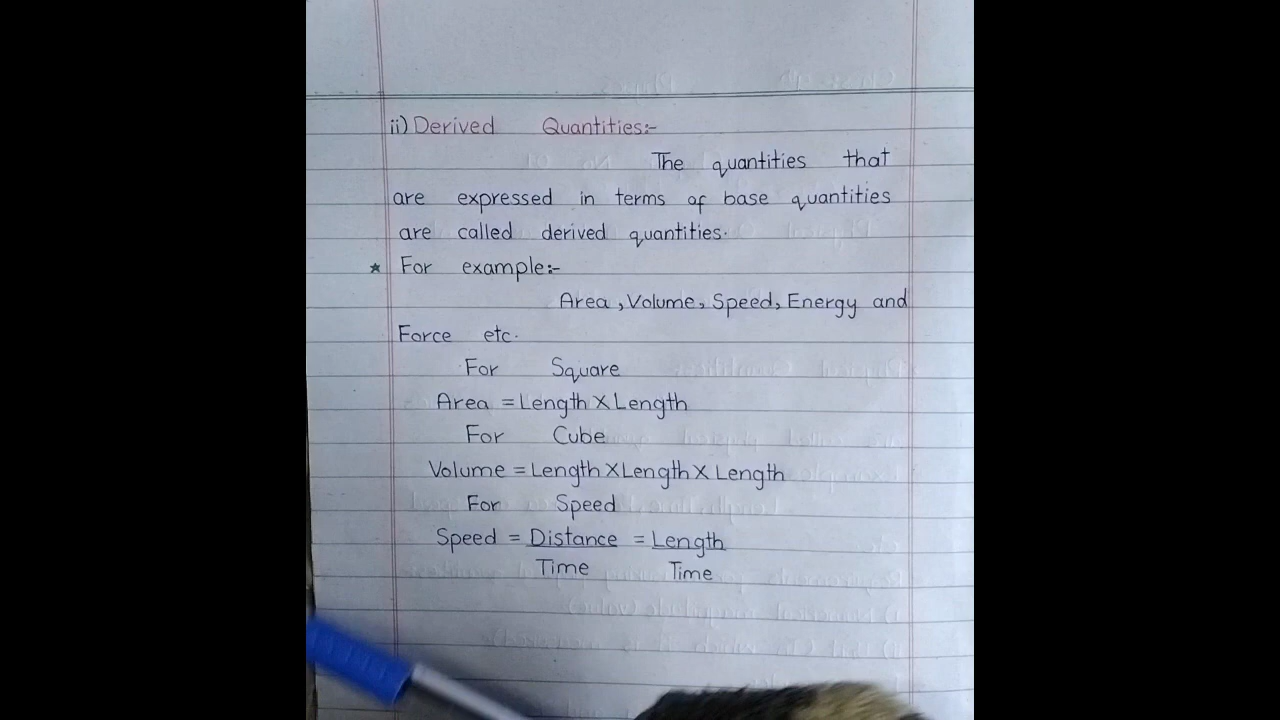 ii) Derived Quantities:-
The quantities that
are expressed in terms of base quantities
are called derived quantities.
* For example:-
Area, Volume, Speed, Energy and
Force etc.
For Square
Area = Length X Length
For Cube
Volume = Length X Length X Length
For Speed
Speed = Distance = Length
Time Time